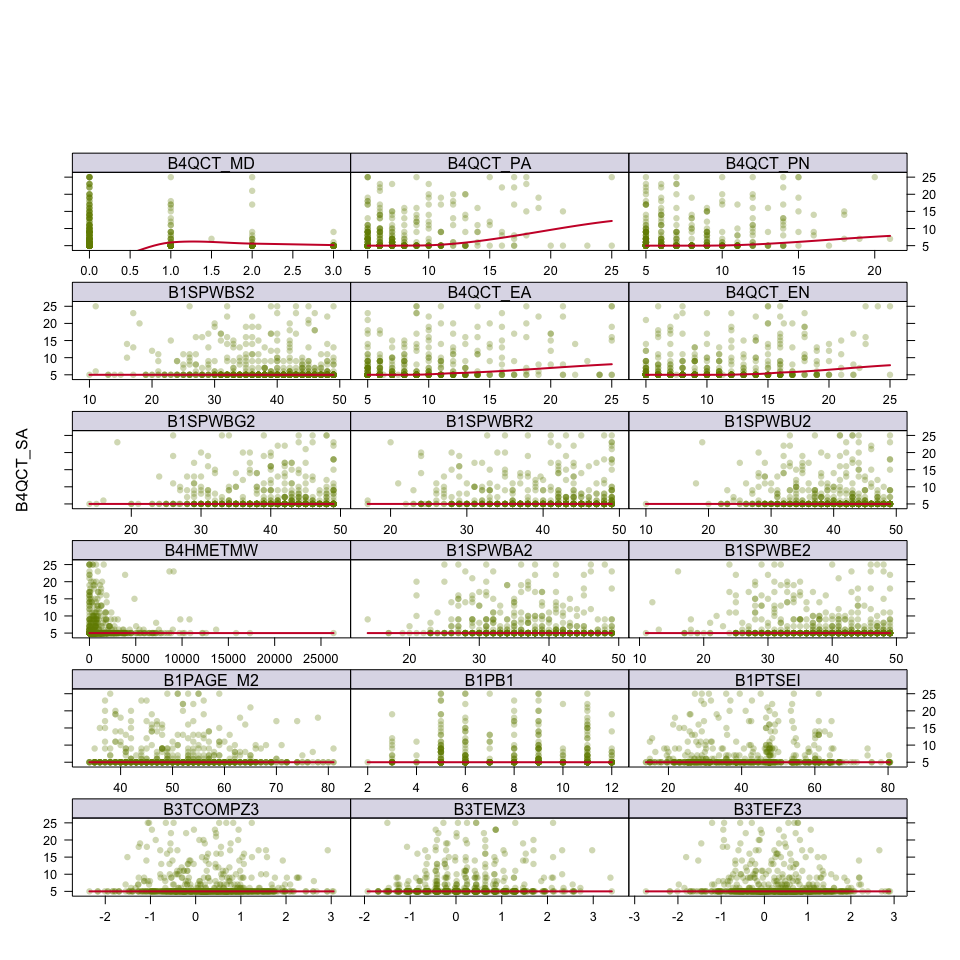 B4QCT_MD B4QCT_PA B4QCT_PN
25
20
15
10
5
0.0 0.5 1.0 1.5 2.0 2.5 3.0 5 10 15 20 25 5 10 15 20
B1SPWBS2 B4QCT_EA B4QCT_EN
25
20
15
10
5
10 20 30 40 50 5 10 15 20 25 5 10 15 20 25
B1SPWBG2 B1SPWBR2 B1SPWBU2
25
20
15
10
5
20 30 40 50 20 30 40 50 10 20 30 40 50
B4QCT_SA
B4HMETMW B1SPWBA2 B1SPWBE2
25
20
15
10
5
0 5000 10000 15000 20000 25000 20 30 40 50 10 20 30 40 50
B1PAGE_M2 B1PB1 B1PTSEI
25
20
15
10
5
40 50 60 70 80 2 4 6 8 10 12 20 40 60 80
B3TCOMPZ3 B3TEMZ3 B3TEFZ3
25
20
15
10
5
-2 -1 0 1 2 3 -2 -1 0 1 2 3 -3 -2 -1 0 1 2 3